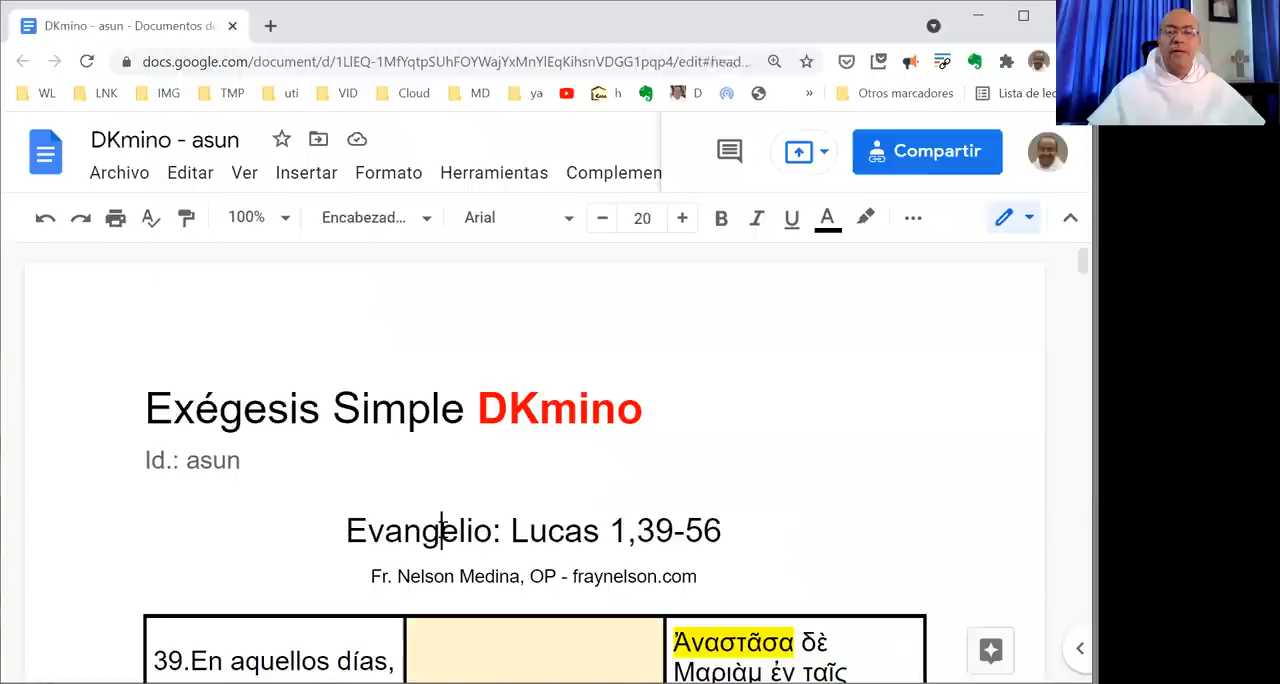 DKmino - asun - Documentos de
docs.google.com/document/d/1LlEQ-1MfYqtpSUhFOYWajYxMnYlEqKihsnVDGG1pqp4/edit#head...
WL LNK IMG TMP uti VID Cloud MD ya h D » Otros marcadores Lista de lec
DKmino - asun
Compartir
Archivo Editar Ver Insertar Formato Herramientas Complemen
100% Encabezad... Arial 20 B I U A
Exégesis Simple DKmino
Id.: asun
Evangelio: Lucas 1,39-56
Fr. Nelson Medina, OP - fraynelson.com
39.En aquellos días,
Ἀναστᾶσα δὲ
Μαριὰμ ἐν ταῖς